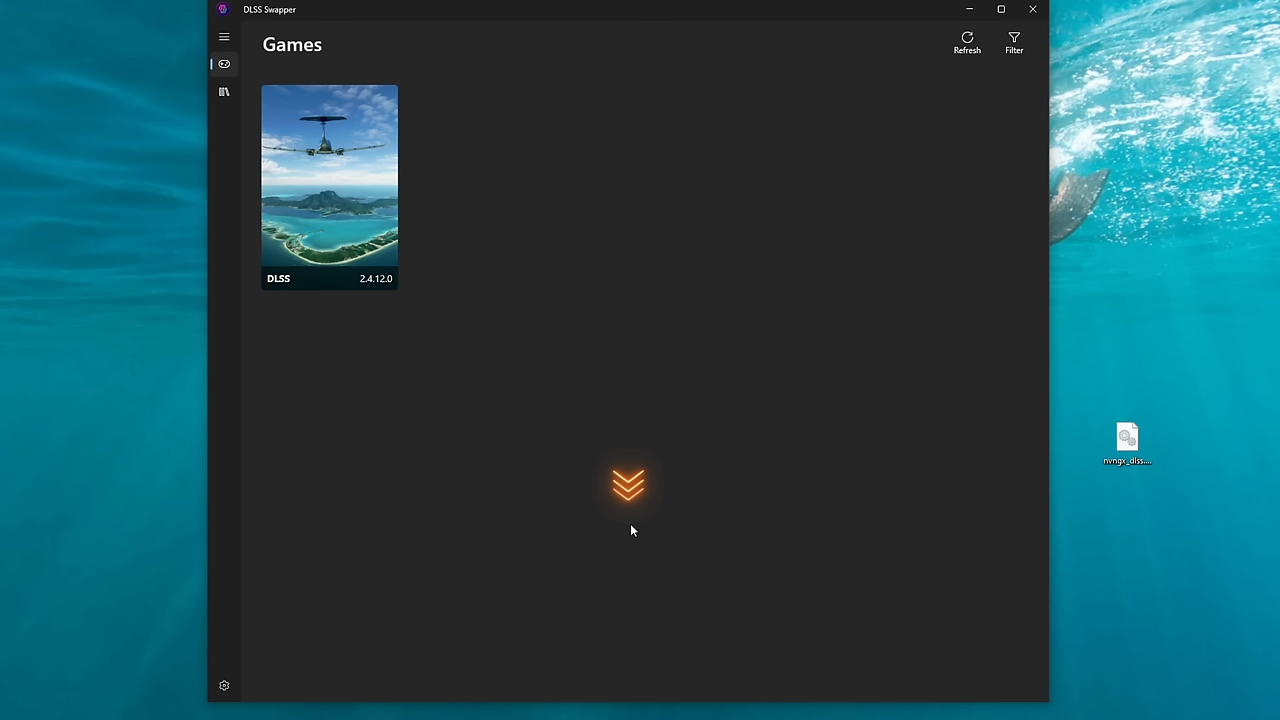 DLSS Swapper
Games
Refresh
Filter
DLSS 2.4.12.0
nvngx_dlss....